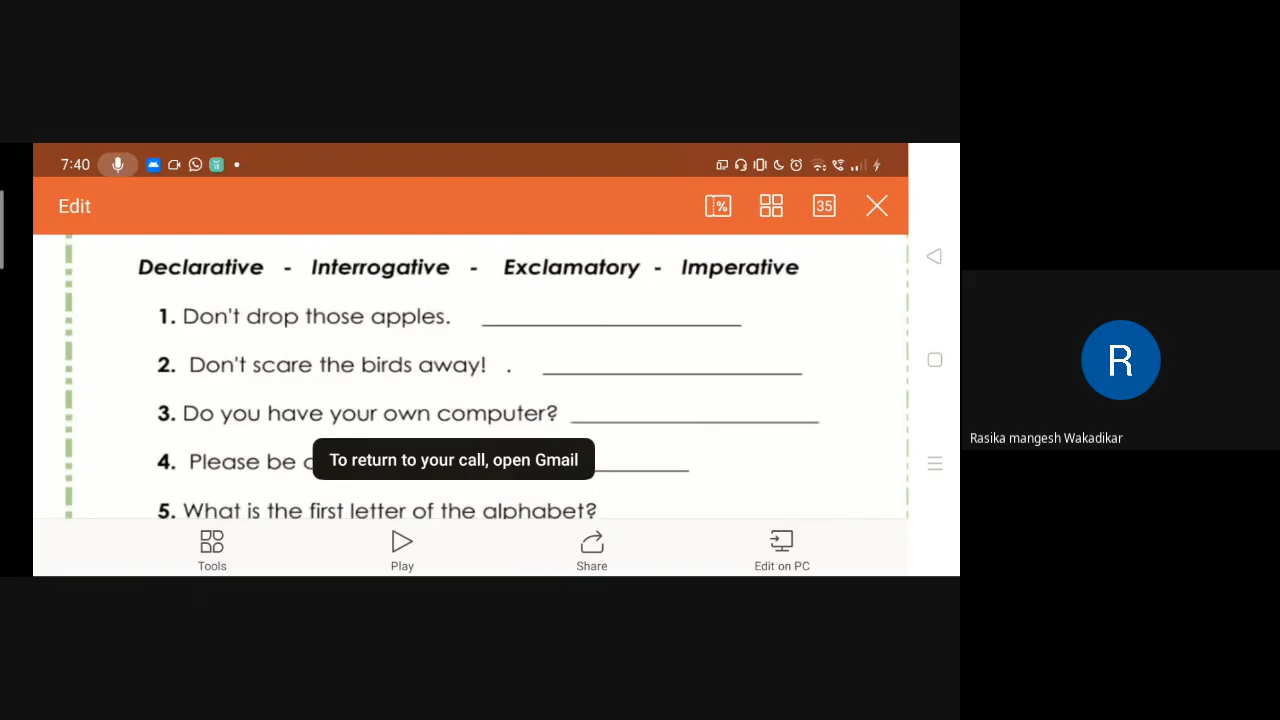 7:40
Edit
35
Declarative - Interrogative - Exclamatory - Imperative
1. Don't drop those apples.
2. Don't scare the birds away! .
3. Do you have your own computer?
4. Please be
To return to your call, open Gmail
5. What is the first letter of the alphabet?
Tools Play Share Edit on PC
R
Rasika mangesh Wakadikar